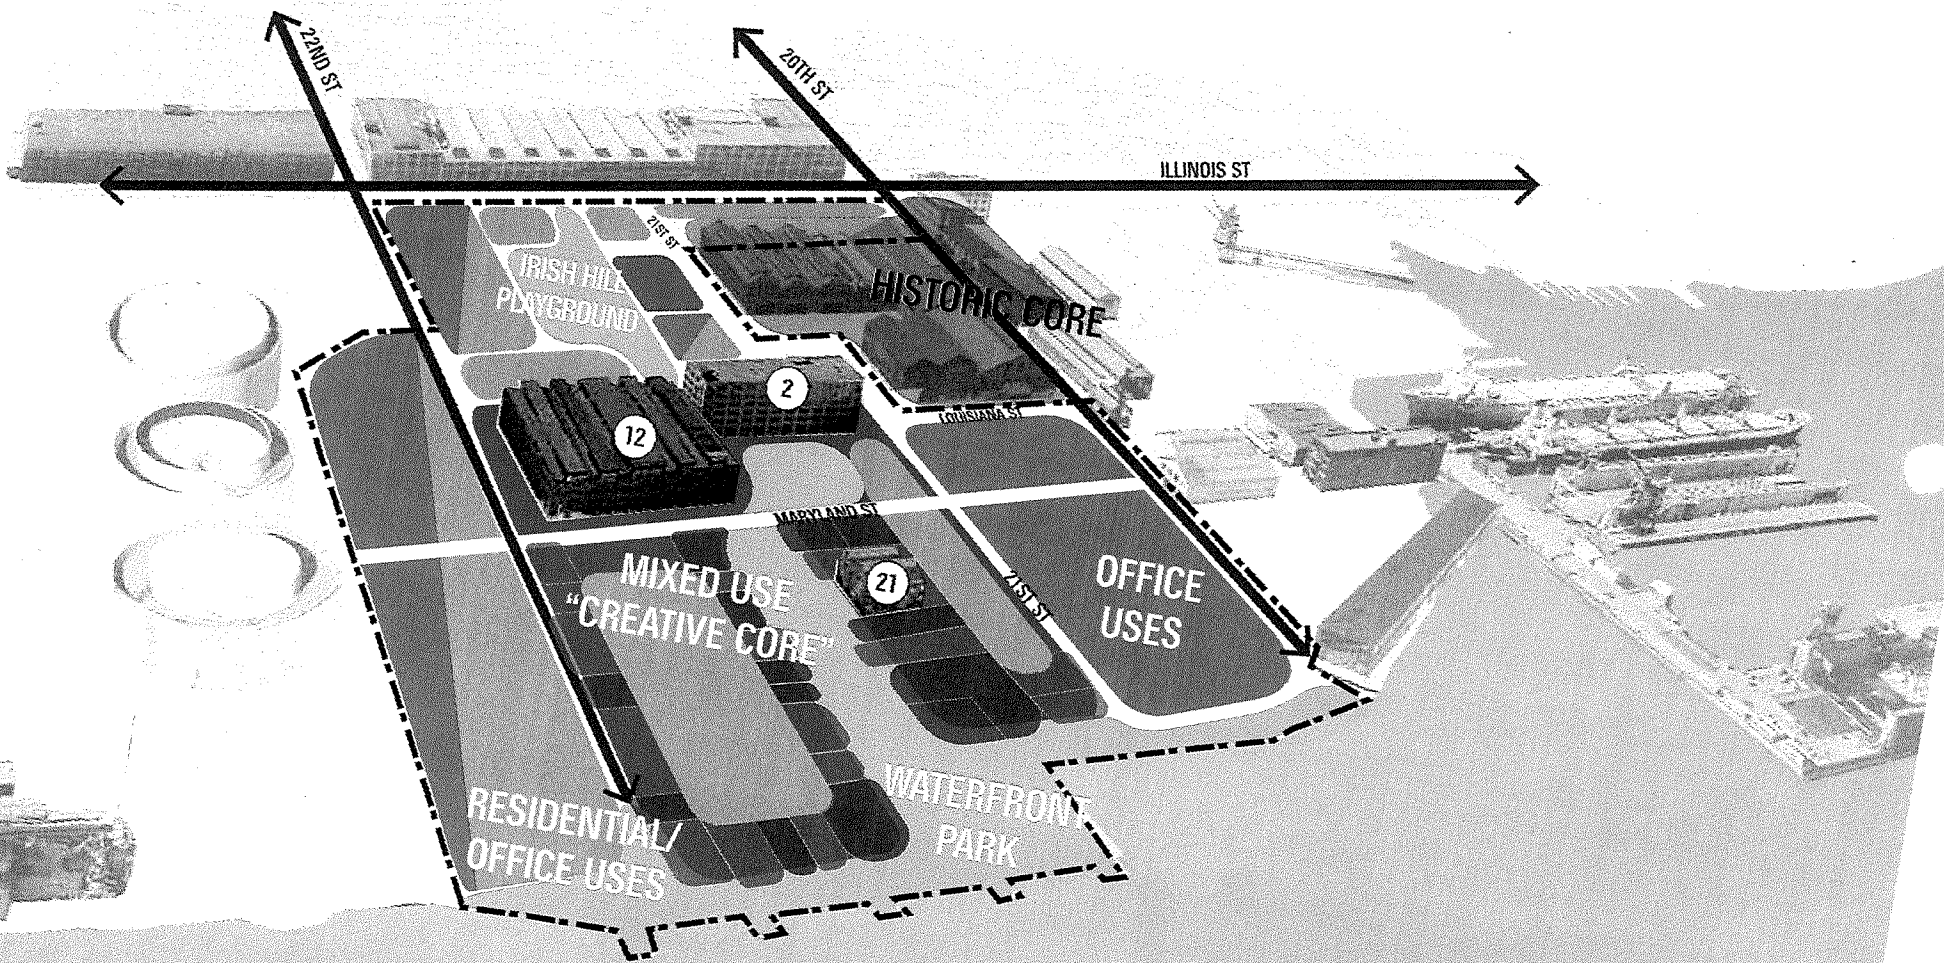 22ND ST
20TH ST
ILLINOIS ST
21ST ST
IRISH HILL
PLAYGROUND
HISTORIC CORE
2
12
LOUISIANA ST
MARYLAND ST
MIXED USE
“CREATIVE CORE”
21
21ST ST
OFFICE
USES
RESIDENTIAL/
OFFICE USES
WATERFRONT
PARK